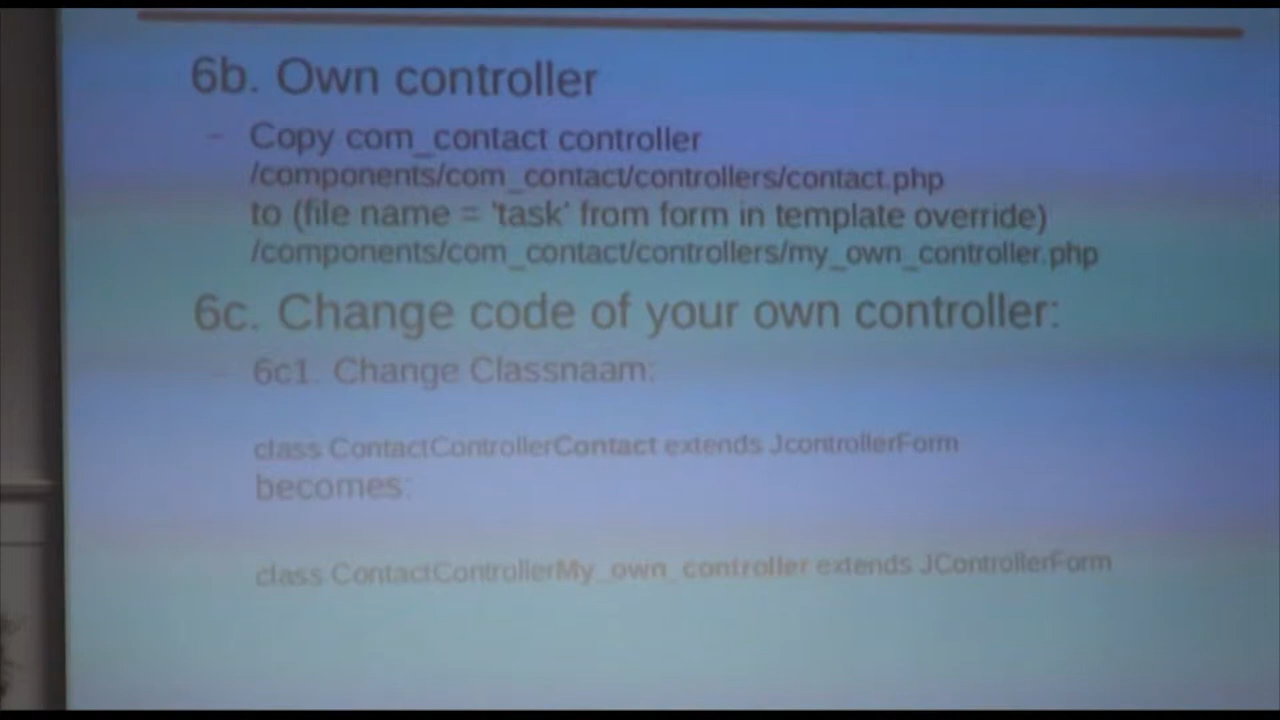 6b. Own controller
– Copy com_contact controller
/components/com_contact/controllers/contact.php
to (file name = 'task' from form in template override)
/components/com_contact/controllers/my_own_controller.php
6c. Change code of your own controller:
– 6c1. Change Classnaam:
class ContactControllerContact extends JcontrollerForm
becomes:
class ContactControllerMy_own_controller extends JControllerForm